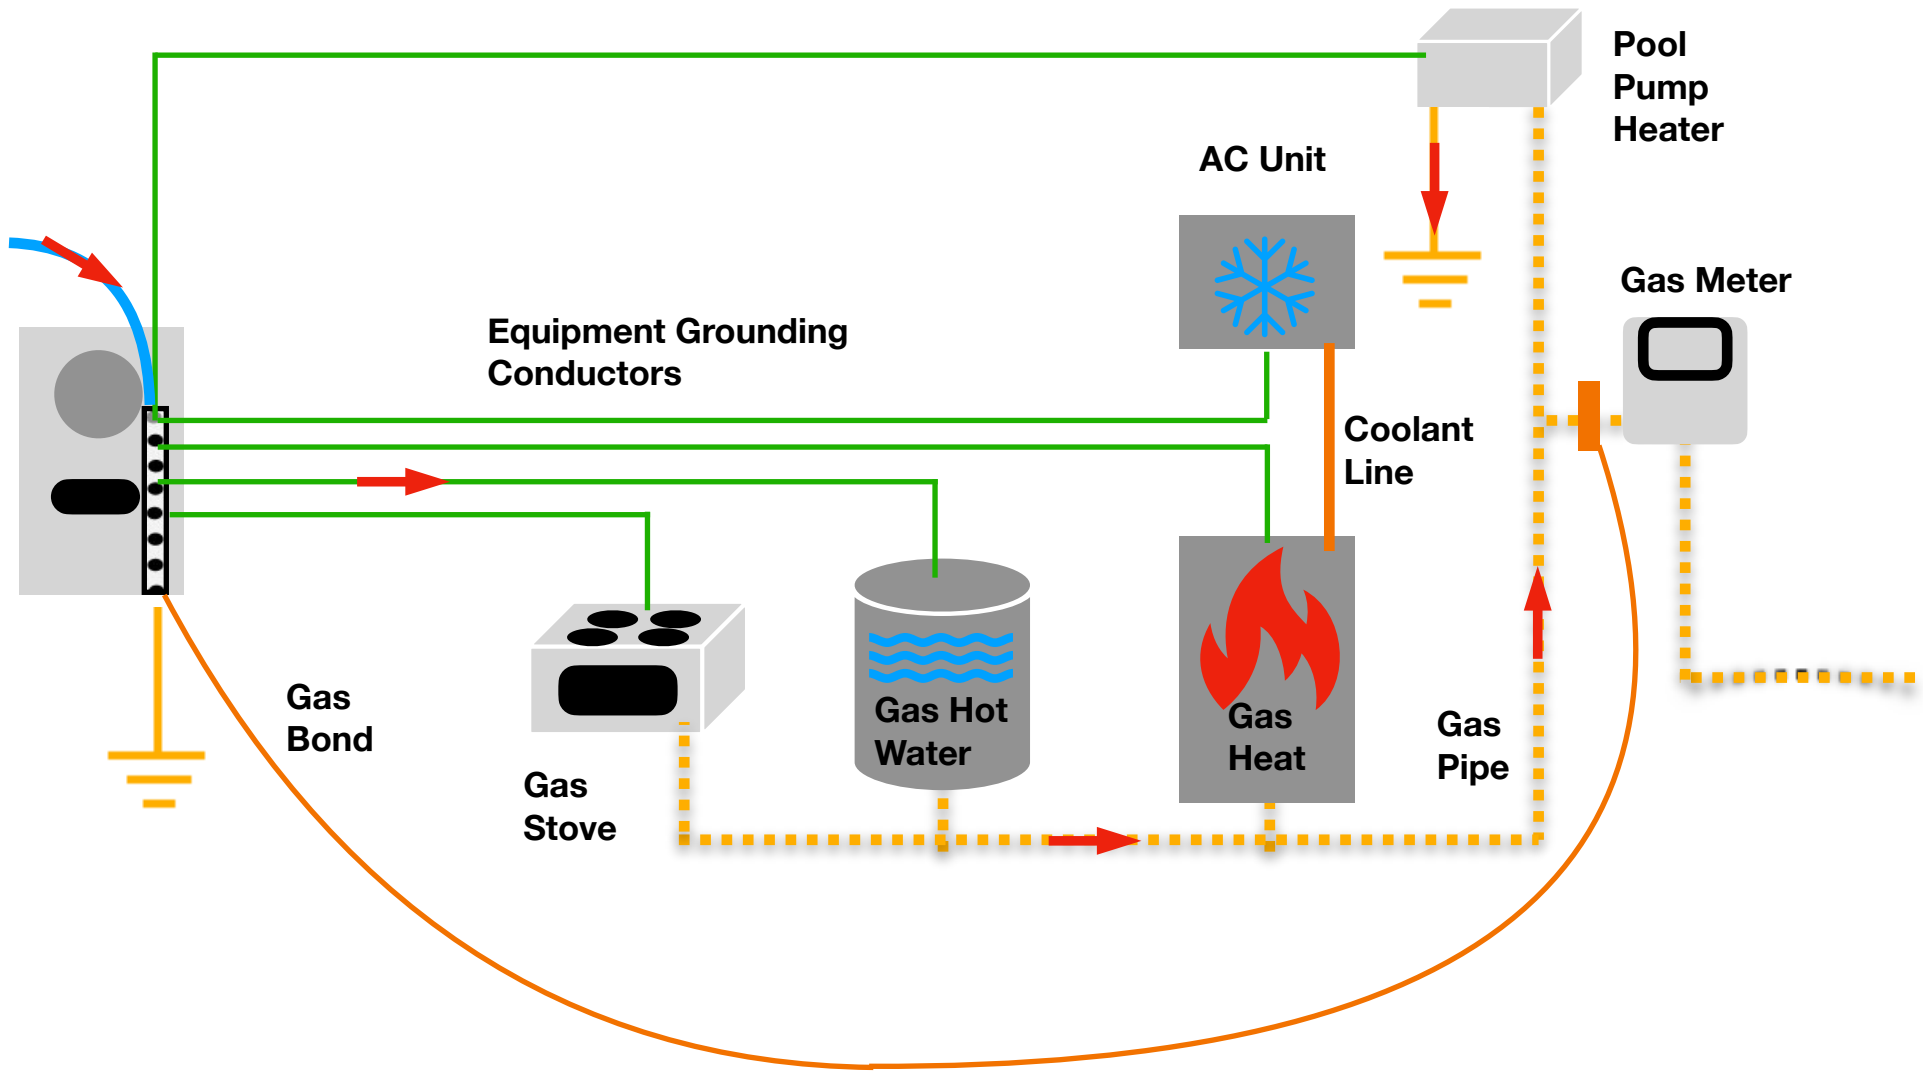 Pool
Pump
Heater
AC Unit
Gas Meter
Equipment Grounding
Conductors
Coolant
Line
Gas
Bond
Gas Hot
Water
Gas
Heat
Gas
Pipe
Gas
Stove